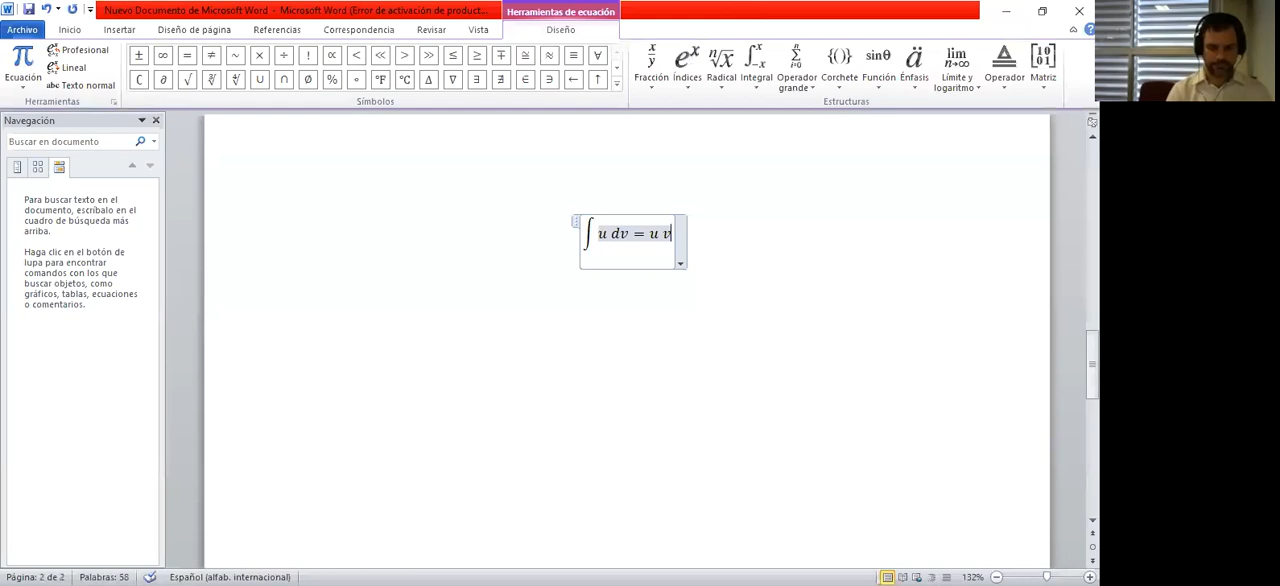 Nuevo Documento de Microsoft Word - Microsoft Word (Error de activación de product...
Herramientas de ecuación
Archivo Inicio Insertar Diseño de página Referencias Correspondencia Revisar Vista Diseño
π Profesional
Lineal
abc Texto normal
Ecuación
Herramientas
± ∞ = ≠ ~ × ÷ ! ∝ < ≪ > ≫ ≤ ≥ ∓ ≅ ≈ ≡ ∀
∁ ∂ √ ∛ ∜ ∪ ∩ ∅ % ° ℉ ℃ ∆ ∇ ∃ ∄ ∈ ∋ ← ↑
Símbolos
Fracción Índices Radical Integral Operador grande Corchete Función Énfasis Límite y logaritmo Operador Matriz
Estructuras
Navegación
Buscar en documento
Para buscar texto en el
documento, escríbalo en el
cuadro de búsqueda más
arriba.
Haga clic en el botón de
lupa para encontrar
comandos con los que
buscar objetos, como
gráficos, tablas, ecuaciones
o comentarios.
∫ u dv = u v
Página: 2 de 2 Palabras: 58 Español (alfab. internacional) 132%